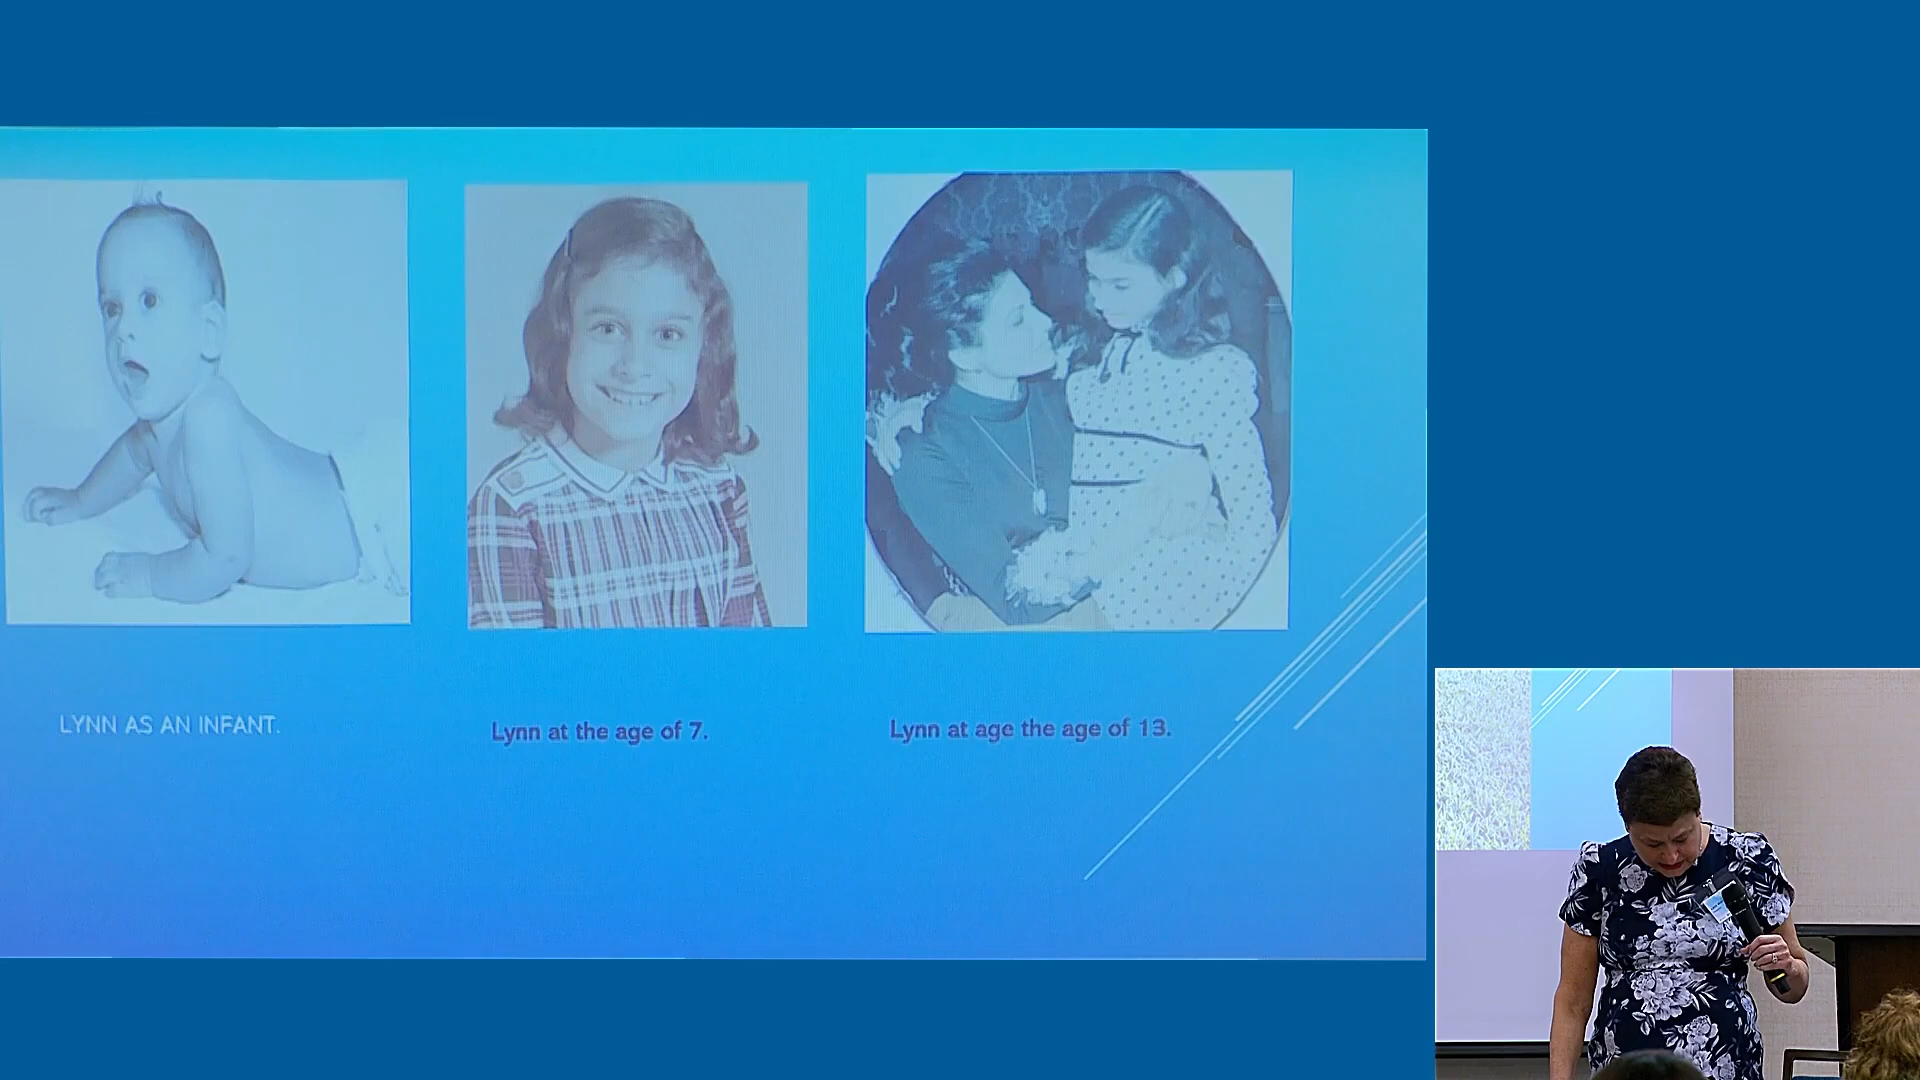 LYNN AS AN INFANT.
Lynn at the age of 7.
Lynn at age the age of 13.